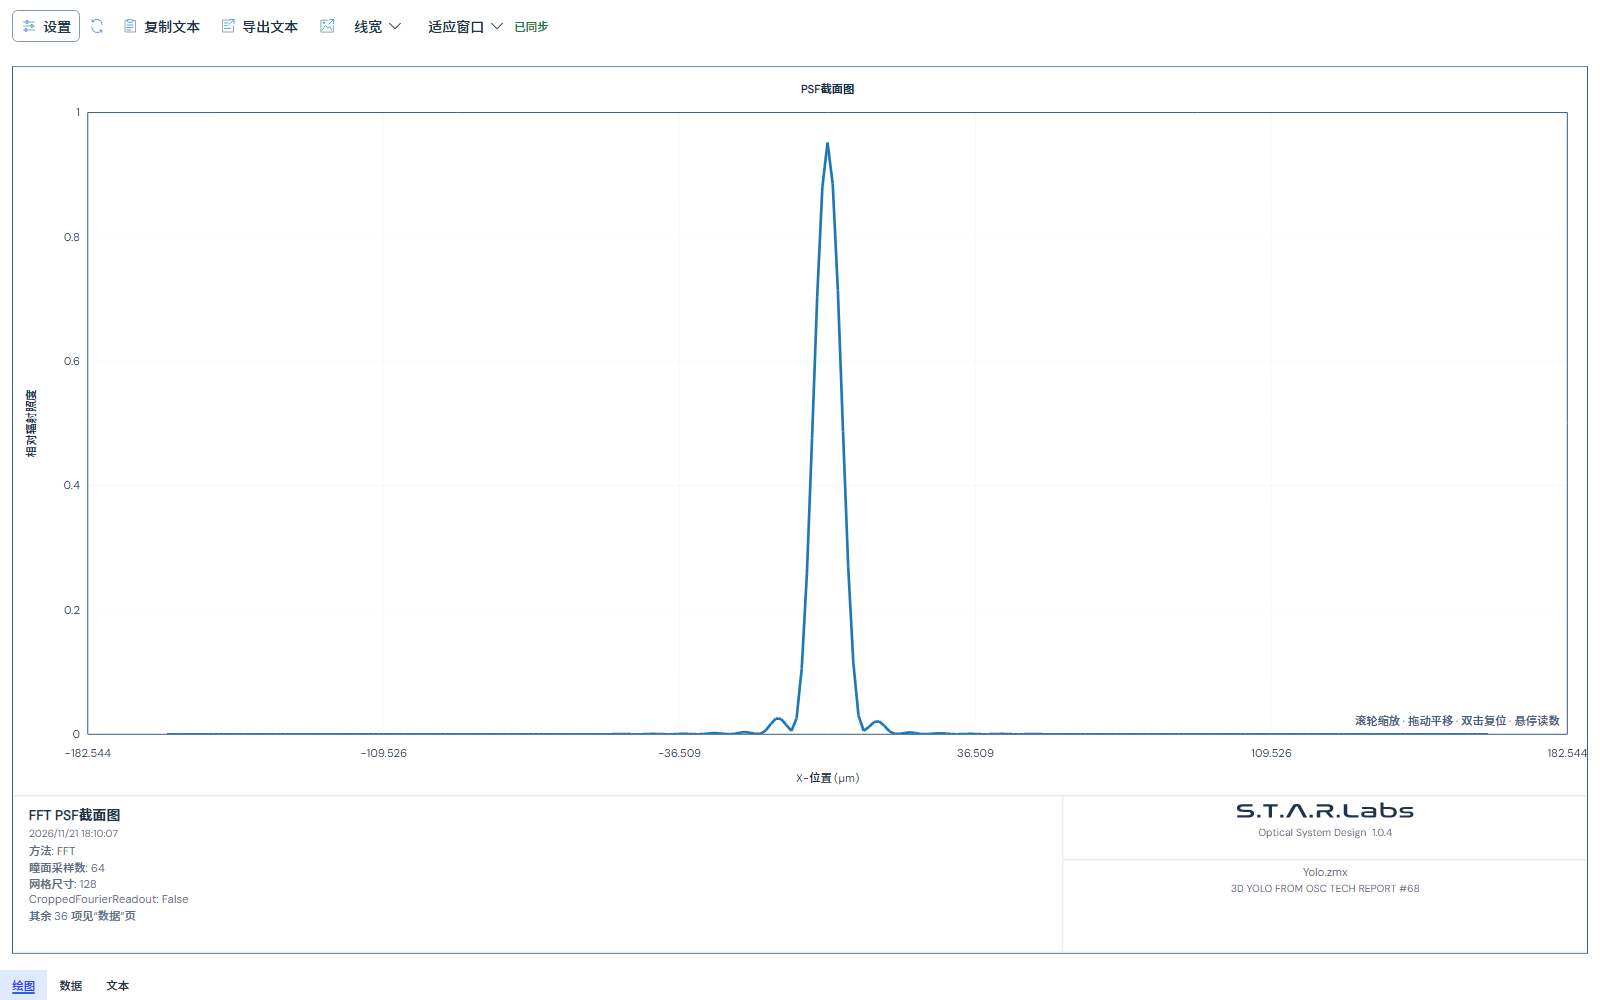 设置 复制文本 导出文本 线宽 适应窗口 已同步
PSF截面图
1
0.8
0.6
0.4
0.2
0
相对辐射照度
滚轮缩放 · 拖动平移 · 双击复位 · 悬停读数
-182.544 -109.526 -36.509 36.509 109.526 182.544
X-位置 (μm)
FFT PSF截面图
2026/11/21 18:10:07
方法: FFT
瞳面采样数: 64
网格尺寸: 128
CroppedFourierReadout: False
其余 36 项见“数据”页
S.T.A.R.Labs
Optical System Design 1.0.4
Yolo.zmx
3D YOLO FROM OSC TECH REPORT #68
绘图 数据 文本